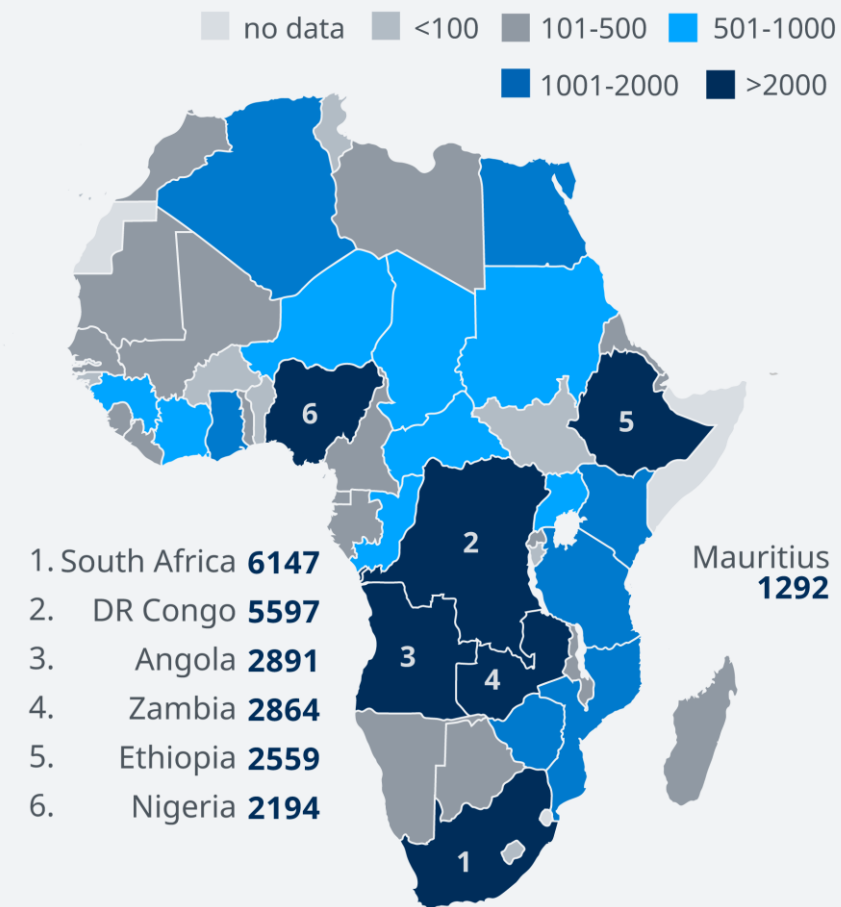 no data <100 101-500 501-1000
1001-2000 >2000
6
5
2
3
4
1
1. South Africa 6147
2. DR Congo 5597
3. Angola 2891
4. Zambia 2864
5. Ethiopia 2559
6. Nigeria 2194
Mauritius
1292